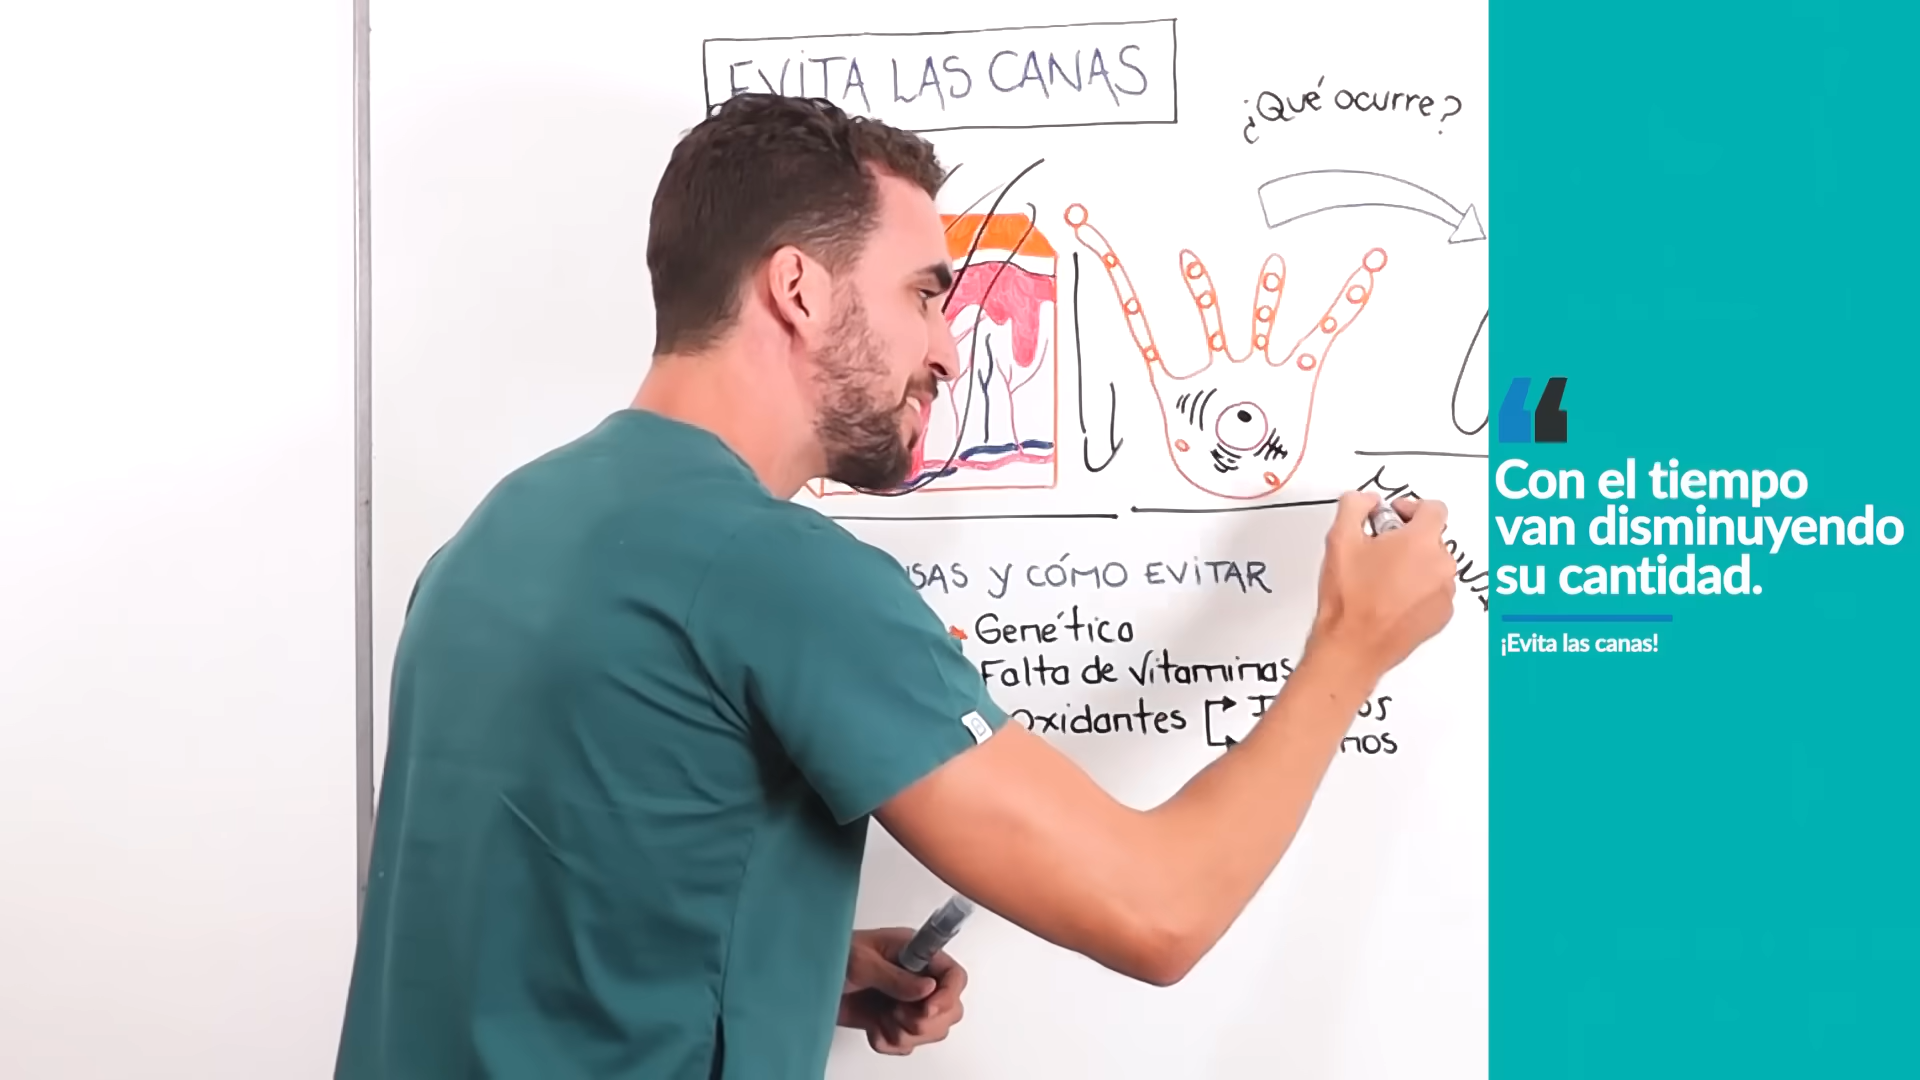 EVITA LAS CANAS
¿Qué ocurre?
Y CÓMO EVITAR
Genético
Falta de vitaminas
Oxidantes
Con el tiempo
van disminuyendo
su cantidad.
¡Evita las canas!